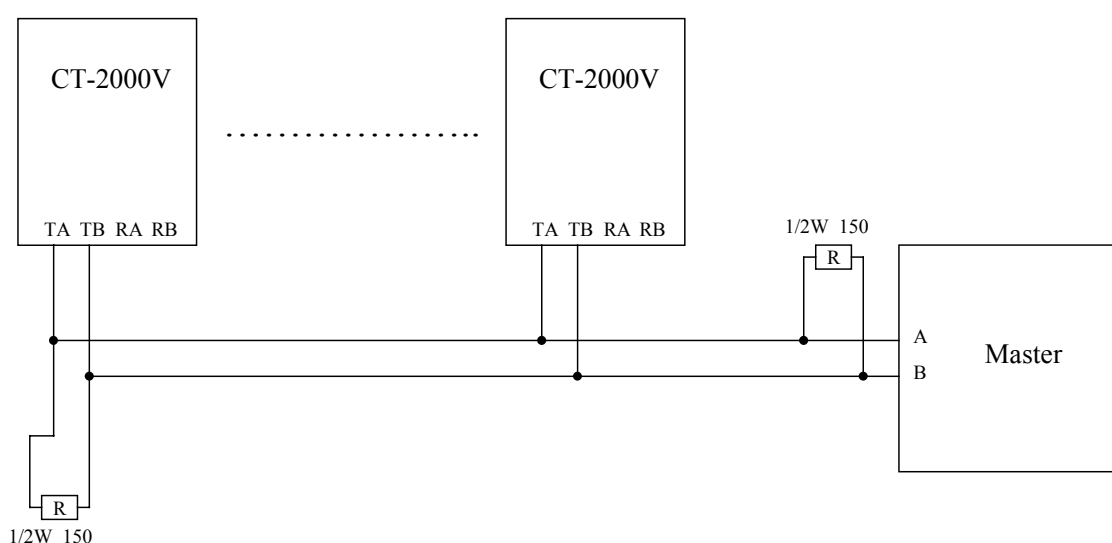 CT-2000V
CT-2000V
TA TB RA RB
TA TB RA RB
1/2W 150
R
A
Master
B
R
1/2W 150